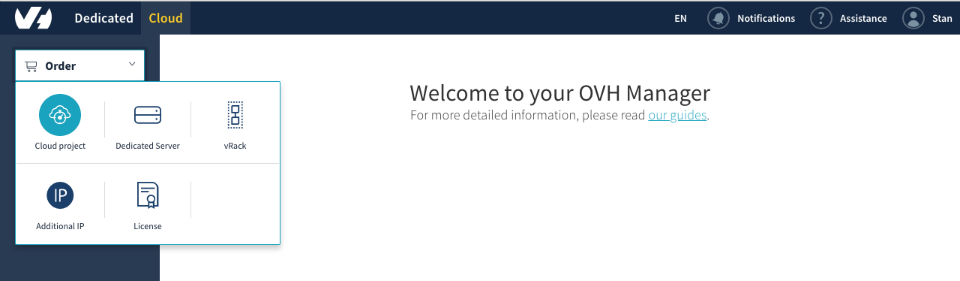 Dedicated Cloud EN Notifications ? Assistance Stan
Order
Welcome to your OVH Manager
For more detailed information, please read our guides.
Cloud project Dedicated Server vRack
IP
Additional IP License